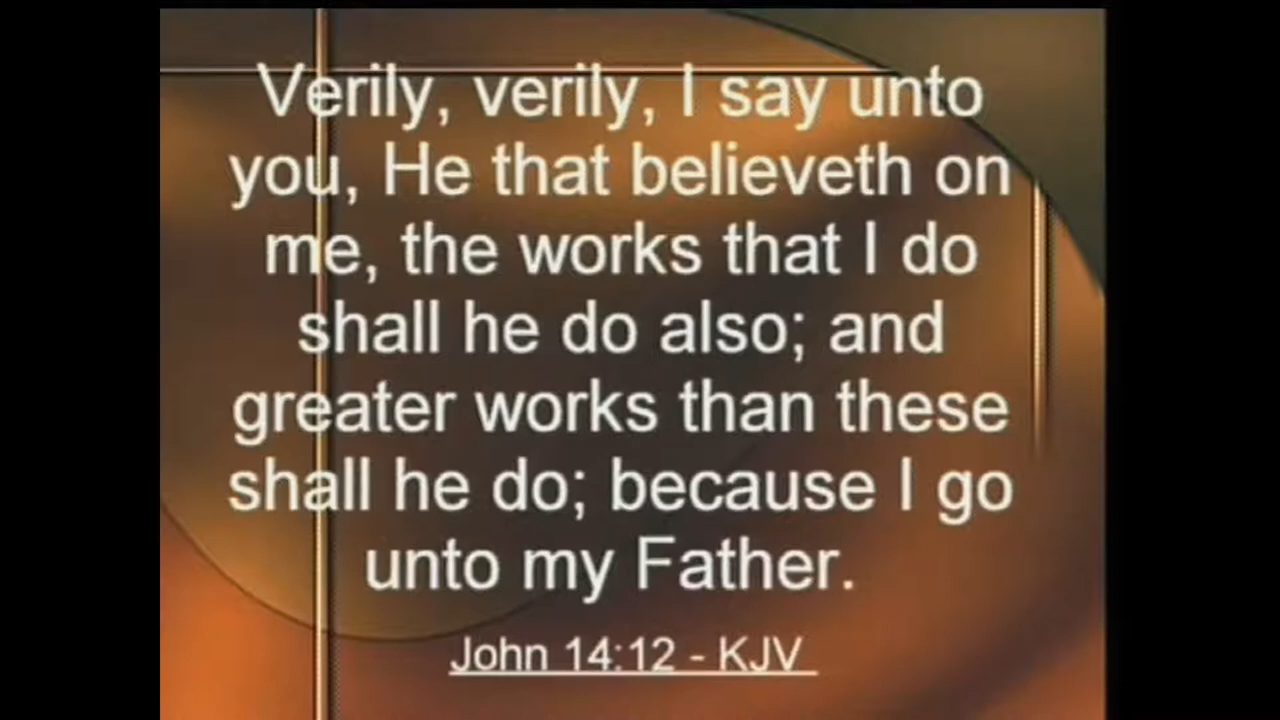 Verily, verily, I say unto
you, He that believeth on
me, the works that I do
shall he do also; and
greater works than these
shall he do; because I go
unto my Father.
John 14:12 - KJV